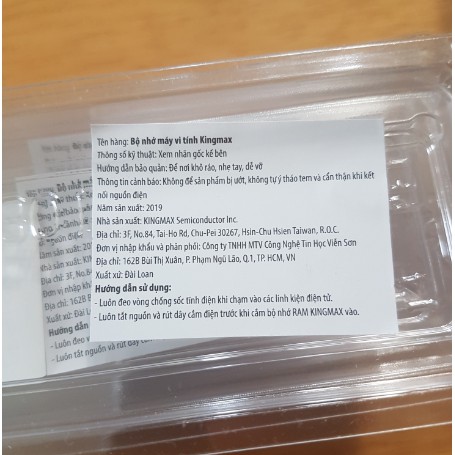 Tên hàng: Bộ nhớ máy vi tính Kingmax
Thông số kỹ thuật: Xem nhãn gốc kế bên
Hướng dẫn bảo quản: Để nơi khô ráo, nhẹ tay, dễ vỡ
Thông tin cảnh báo: Không để sản phẩm bị ướt, không tự ý tháo tem và cẩn thận khi kết
nối nguồn điện
Năm sản xuất: 2019
Nhà sản xuất: KINGMAX Semiconductor Inc.
Địa chỉ: 3F, No.84, Tai-Ho Rd, Chu-Pei City 30267, Hsin-Chu Hsien Taiwan, R.O.C.
Đơn vị nhập khẩu và phân phối: Công ty TNHH MTV Công Nghệ Tin Học Viễn Sơn
Địa chỉ: 162B Bùi Thị Xuân, P. Phạm Ngũ Lão, Q.1, TP. HCM, VN
Xuất xứ: Đài Loan
Hướng dẫn sử dụng:
- Luôn đeo vòng chống sốc tĩnh điện khi chạm vào các linh kiện điện tử.
- Luôn tắt nguồn và rút dây cắm điện trước khi cắm bộ nhớ RAM KINGMAX vào.